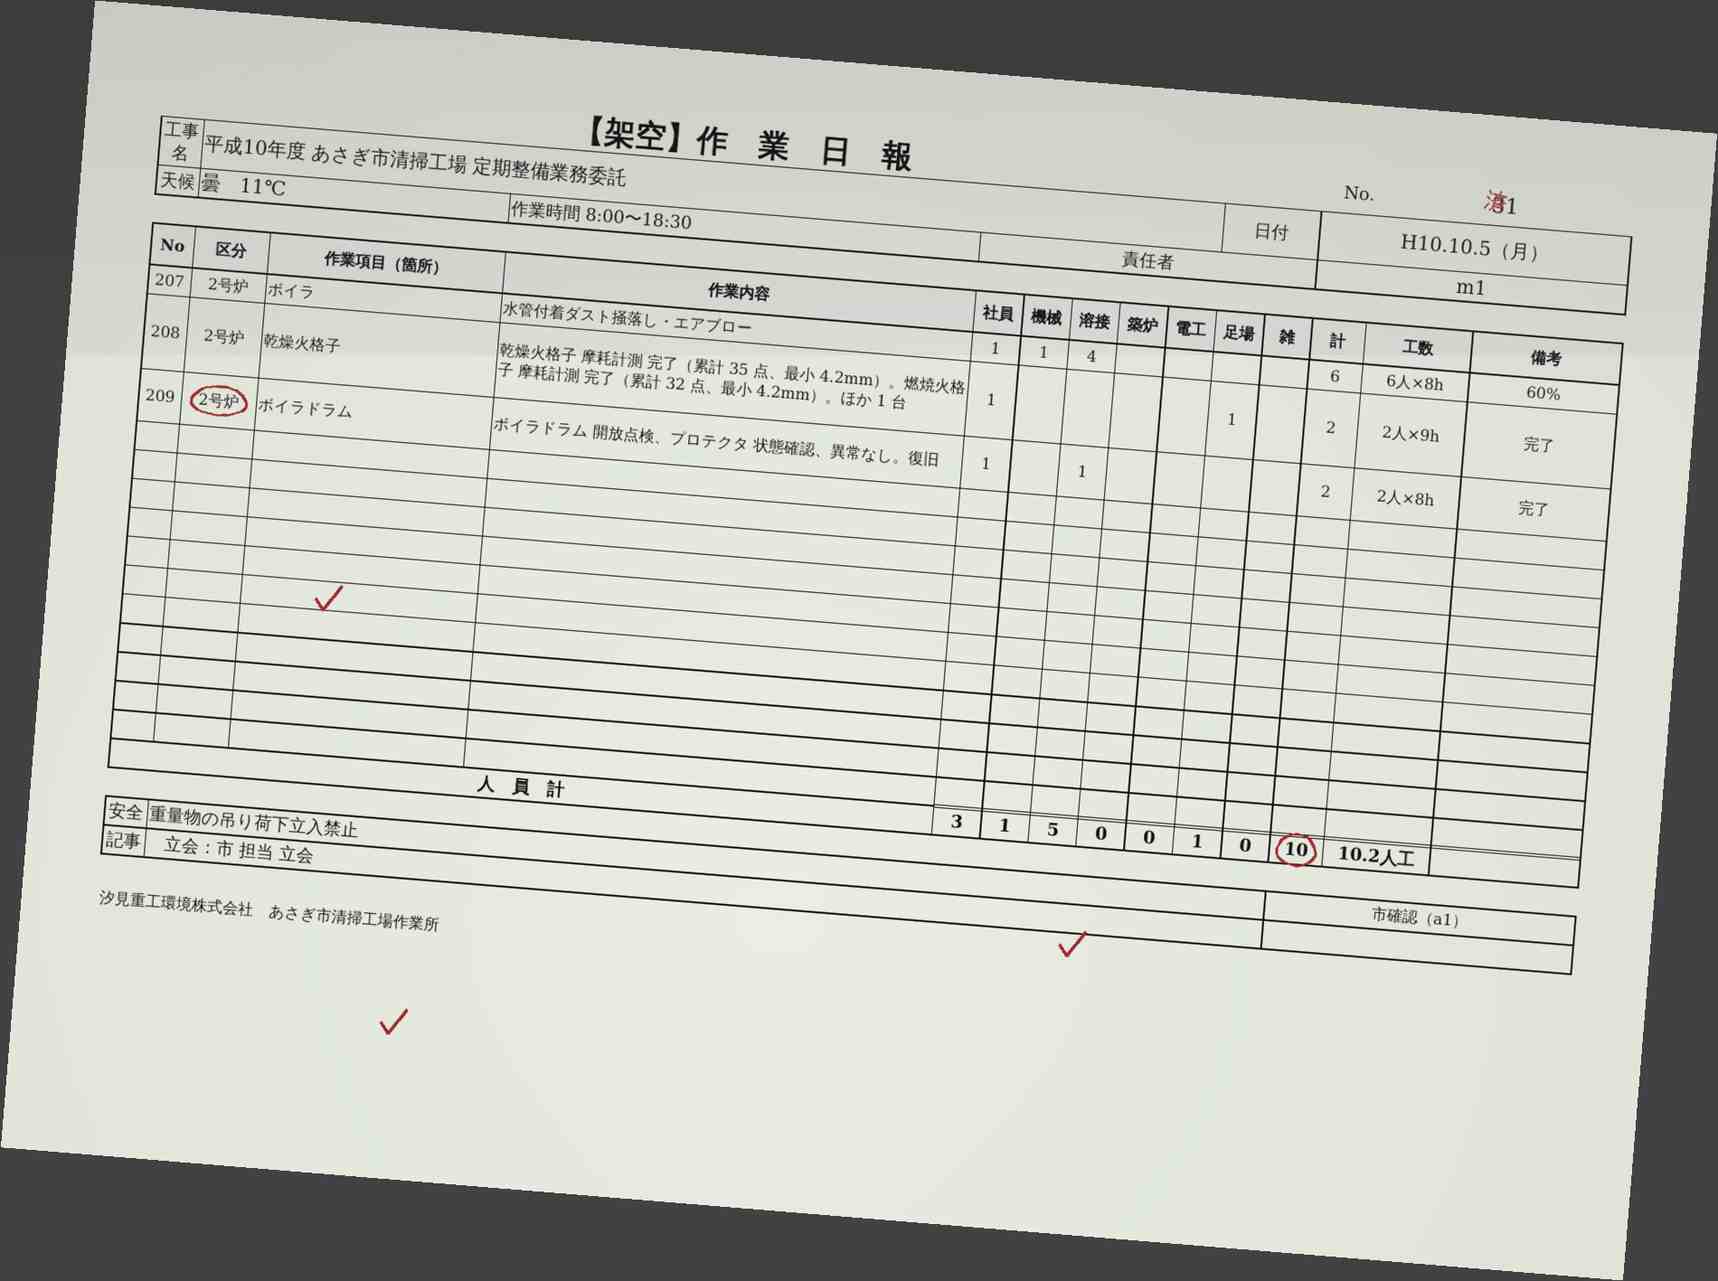 【架空】作 業 日 報
No. 31
済
工事名 平成10年度 あさぎ市清掃工場 定期整備業務委託 日付 H10.10.5（月）
天候 曇 11℃ 作業時間 8:00〜18:30 責任者 m1
No 区分 作業項目（箇所） 作業内容 社員 機械 溶接 築炉 電工 足場 雑 計 工数 備考
207 2号炉 ボイラ 水管付着ダスト掻落し・エアブロー 1 1 4 6 6人×8h 60%
208 2号炉 乾燥火格子 乾燥火格子 摩耗計測 完了（累計 35 点、最小 4.2mm）。燃焼火格
子 摩耗計測 完了（累計 32 点、最小 4.2mm）。ほか 1 台 1 1 2 2人×9h 完了
209 2号炉 ボイラドラム ボイラドラム 開放点検、プロテクタ 状態確認、異常なし。復旧 1 1 2 2人×8h 完了
人 員 計 3 1 5 0 0 1 0 10 10.2人工
安全 重量物の吊り荷下立入禁止 市確認（a1）
記事 立会：市 担当 立会
汐見重工環境株式会社 あさぎ市清掃工場作業所